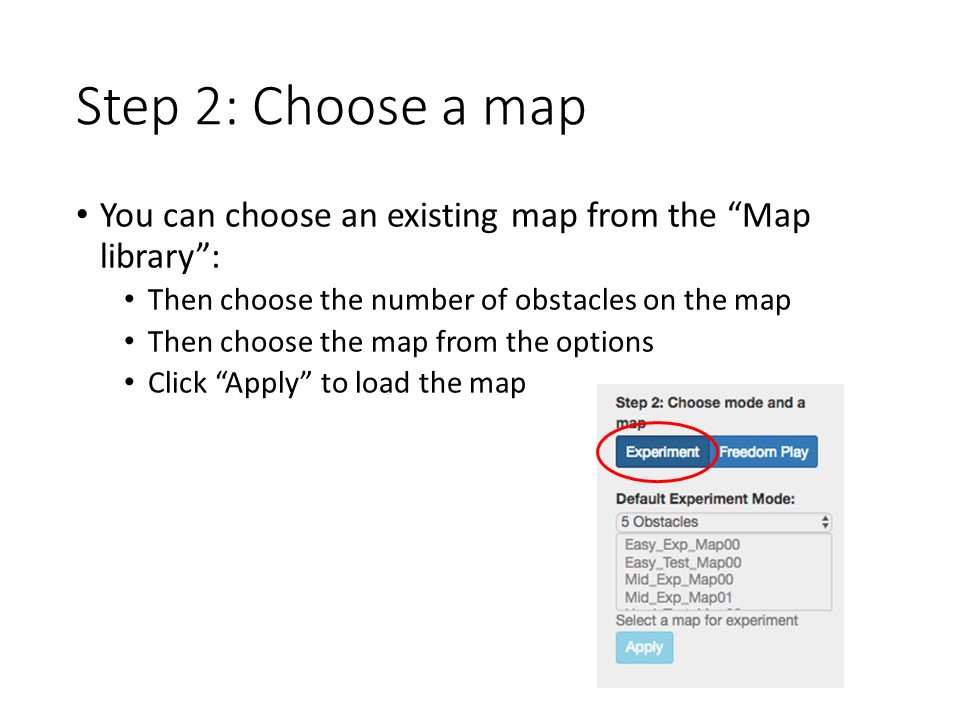 Step 2: Choose a map
• You can choose an existing map from the “Map
library”:
• Then choose the number of obstacles on the map
• Then choose the map from the options
• Click “Apply” to load the map
Step 2: Choose mode and a
map
Experiment Freedom Play
Default Experiment Mode:
5 Obstacles
Easy_Exp_Map00
Easy_Test_Map00
Mid_Exp_Map00
Mid_Exp_Map01
Select a map for experiment
Apply